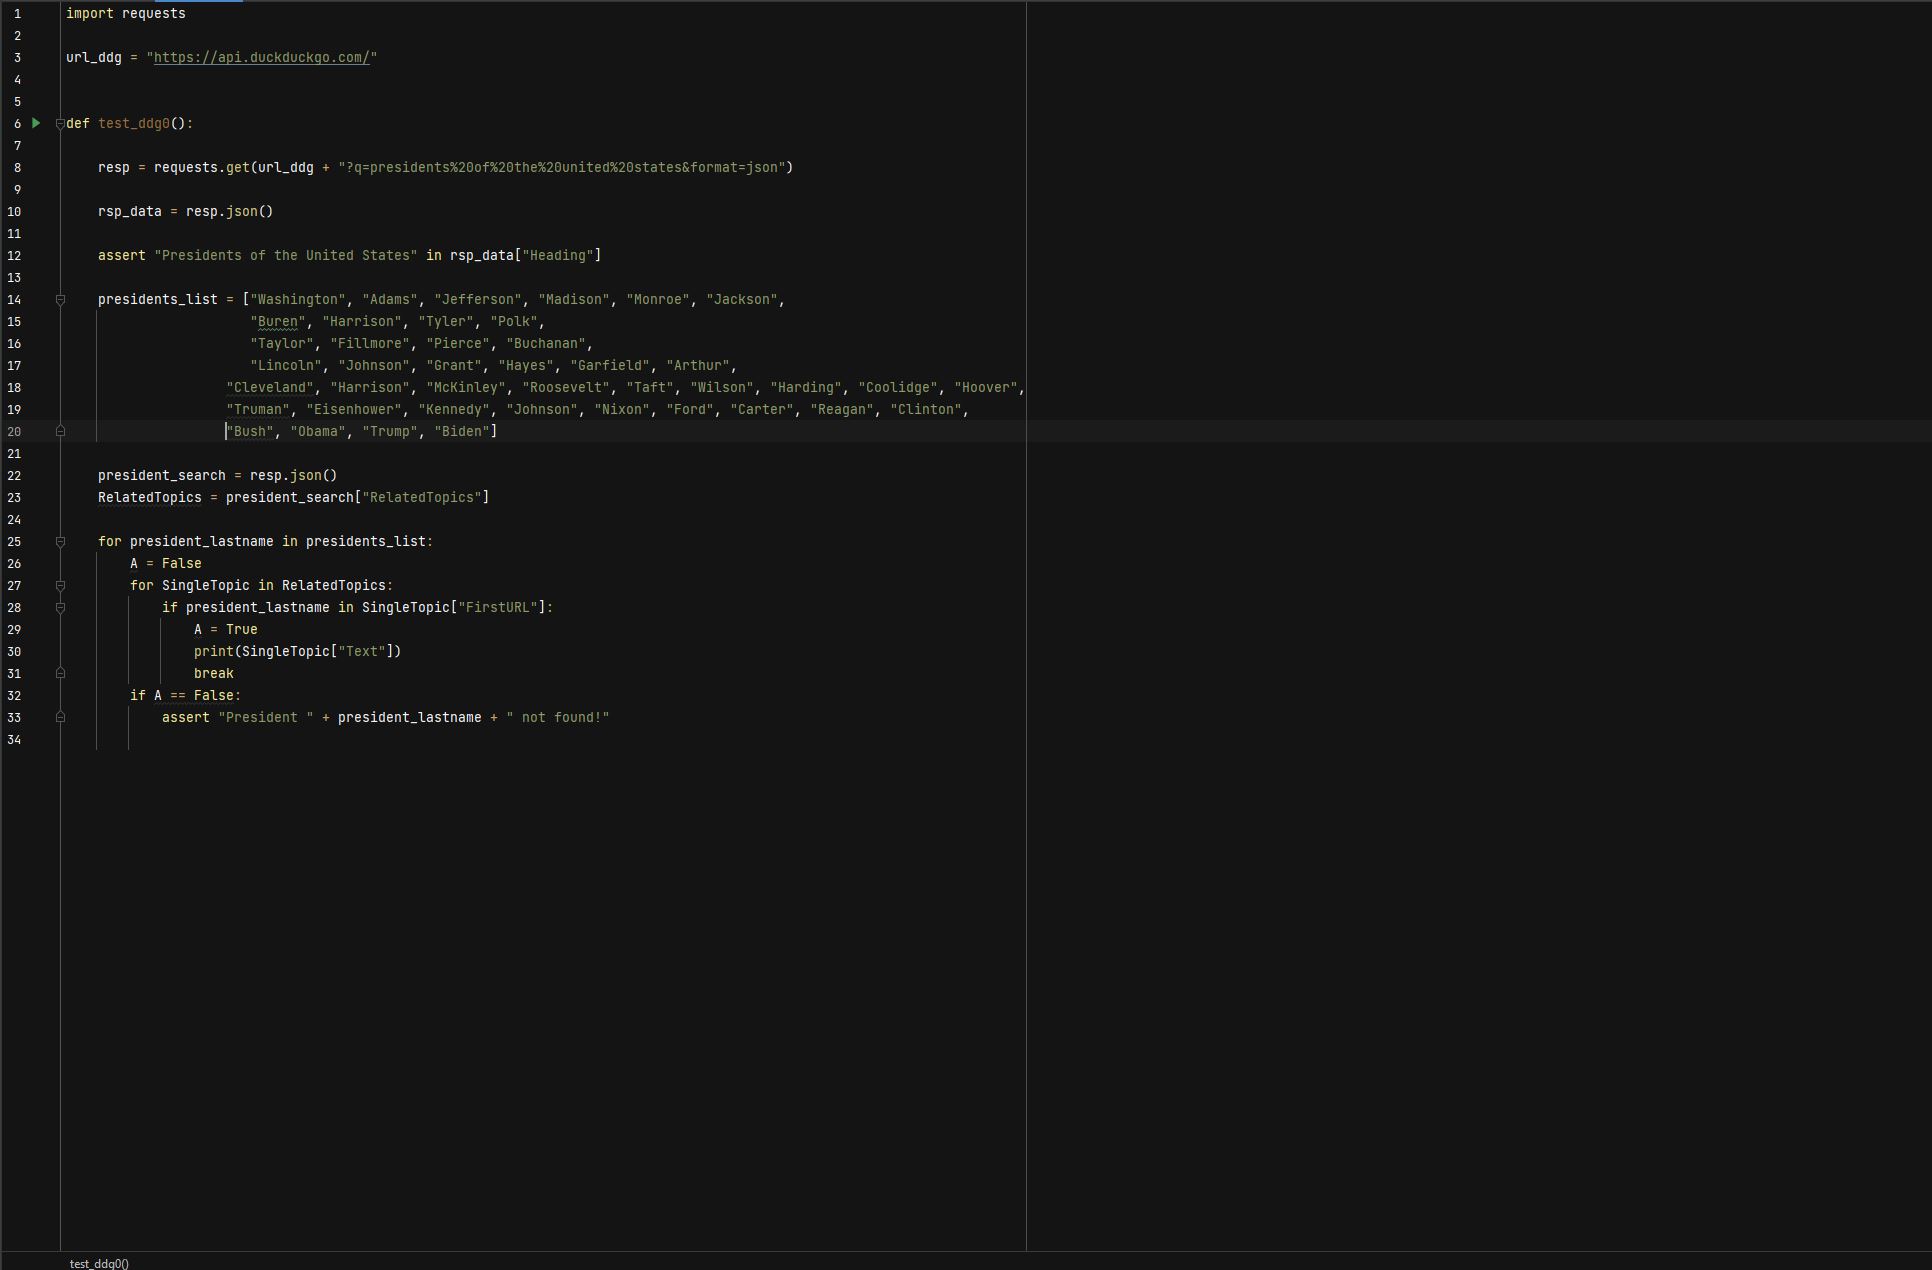 1 import requests
2
3 url_ddg = "https://api.duckduckgo.com/"
4
5
6 def test_ddg0():
7
8     resp = requests.get(url_ddg + "?q=presidents%20of%20the%20united%20states&format=json")
9
10     rsp_data = resp.json()
11
12     assert "Presidents of the United States" in rsp_data["Heading"]
13
14     presidents_list = ["Washington", "Adams", "Jefferson", "Madison", "Monroe", "Jackson",
15                        "Buren", "Harrison", "Tyler", "Polk",
16                        "Taylor", "Fillmore", "Pierce", "Buchanan",
17                        "Lincoln", "Johnson", "Grant", "Hayes", "Garfield", "Arthur",
18                     "Cleveland", "Harrison", "McKinley", "Roosevelt", "Taft", "Wilson", "Harding", "Coolidge", "Hoover",
19                     "Truman", "Eisenhower", "Kennedy", "Johnson", "Nixon", "Ford", "Carter", "Reagan", "Clinton",
20                     "Bush", "Obama", "Trump", "Biden"]
21
22     president_search = resp.json()
23     RelatedTopics = president_search["RelatedTopics"]
24
25     for president_lastname in presidents_list:
26         A = False
27         for SingleTopic in RelatedTopics:
28             if president_lastname in SingleTopic["FirstURL"]:
29                 A = True
30                 print(SingleTopic["Text"])
31                 break
32         if A == False:
33             assert "President " + president_lastname + " not found!"
34
test_ddg0()